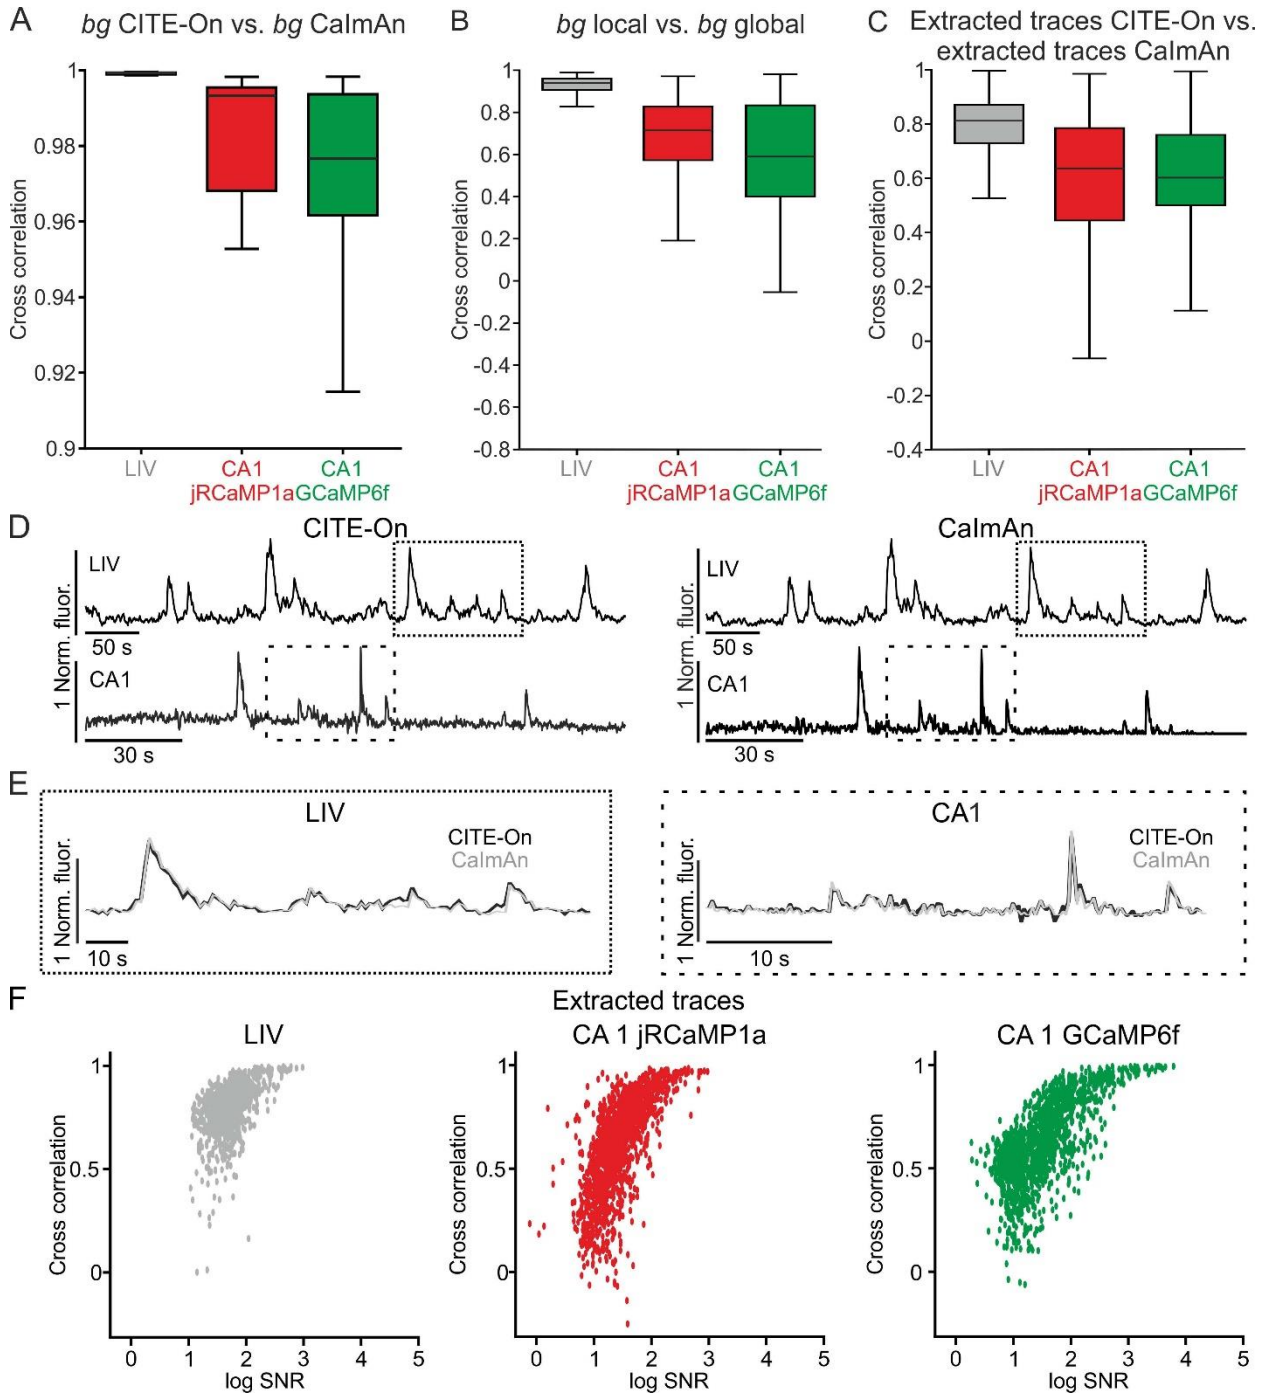 A
bg CITE-On vs. bg CaImAn
Cross correlation
1
0.98
0.96
0.94
0.92
0.9
LIV
CA1
jRCaMP1a
CA1
GCaMP6f
B
bg local vs. bg global
Cross correlation
1
0.8
0.6
0.4
0.2
0
-0.2
-0.4
-0.6
-0.8
LIV
CA1
jRCaMP1a
CA1
GCaMP6f
C
Extracted traces CITE-On vs.
extracted traces CaImAn
Cross correlation
1
0.8
0.6
0.4
0.2
0
-0.2
-0.4
LIV
CA1
jRCaMP1a
CA1
GCaMP6f
D
CITE-On
1 Norm. fluor.
LIV
50 s
CA1
30 s
CaImAn
1 Norm. fluor.
LIV
50 s
CA1
30 s
E
LIV
CITE-On
CaImAn
1 Norm. fluor.
10 s
CA1
CITE-On
CaImAn
1 Norm. fluor.
10 s
F
Extracted traces
LIV
Cross correlation
1
0.5
0
0 1 2 3 4 5
log SNR
CA 1 jRCaMP1a
Cross correlation
1
0.5
0
0 1 2 3 4 5
log SNR
CA 1 GCaMP6f
Cross correlation
1
0.5
0
0 1 2 3 4 5
log SNR